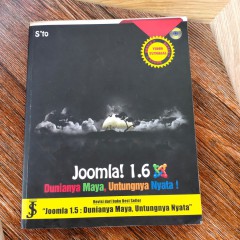 S'to
Joomla! 1.6
Dunianya Maya, Untungnya Nyata !
Revisi dari buku Best Seller
"Joomla 1.5 : Dunianya Maya, Untungnya Nyata"